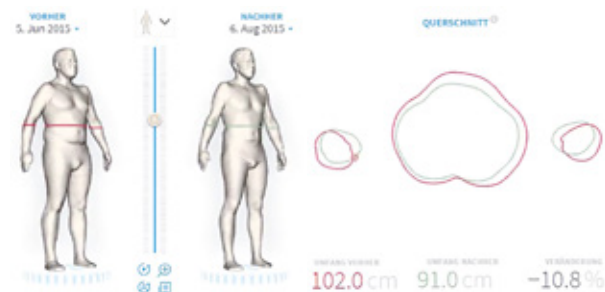 VORHER
5. Jun 2015
NACHHER
6. Aug 2015
QUERSCHNITT
UMFANG VORHER
102.0 cm
UMFANG NACHHER
91.0 cm
VERÄNDERUNG
−10.8 %